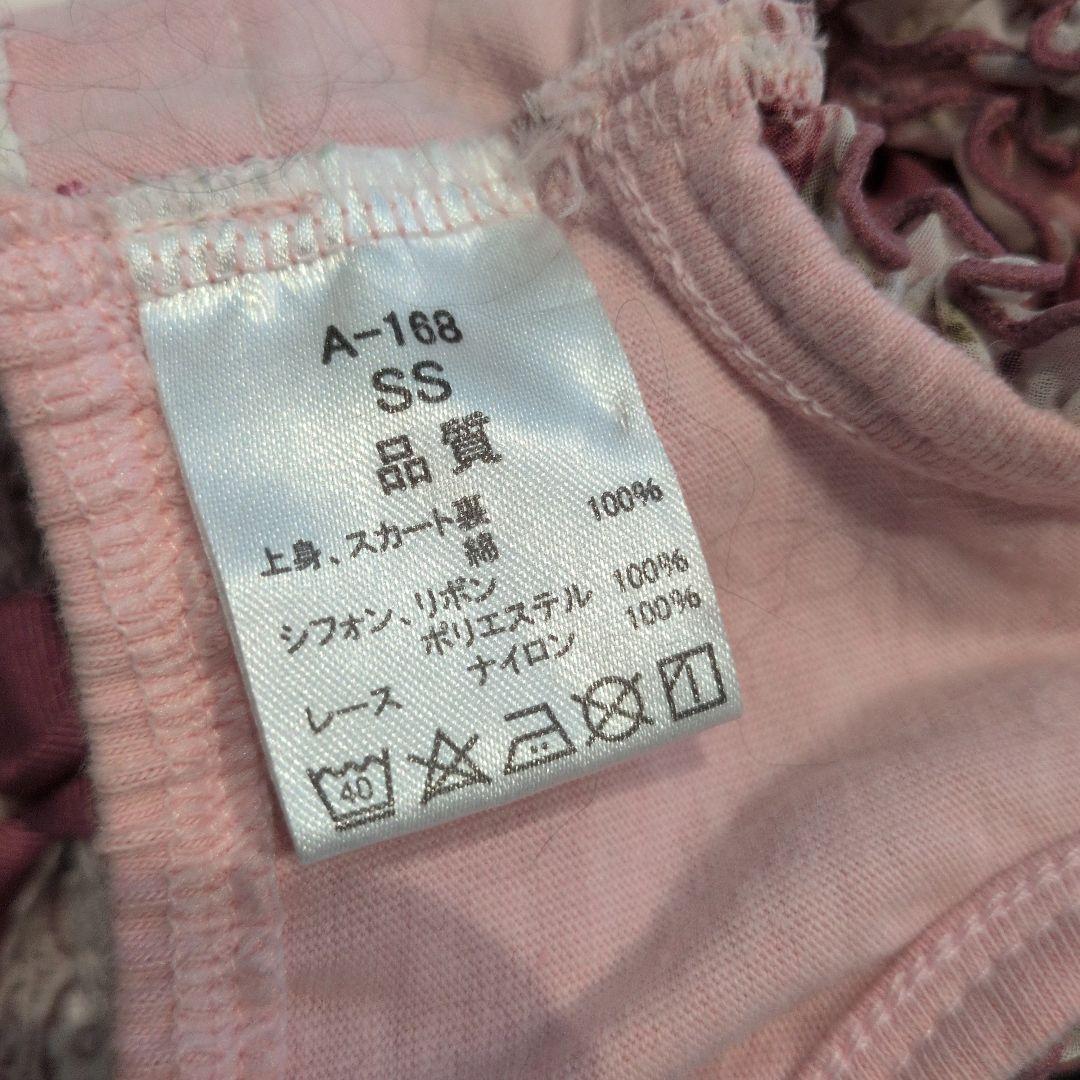 A-168
SS
品質
上身、スカート裏
綿 100%
シフォン、リボン
ポリエステル 100%
ナイロン 100%
レース
40